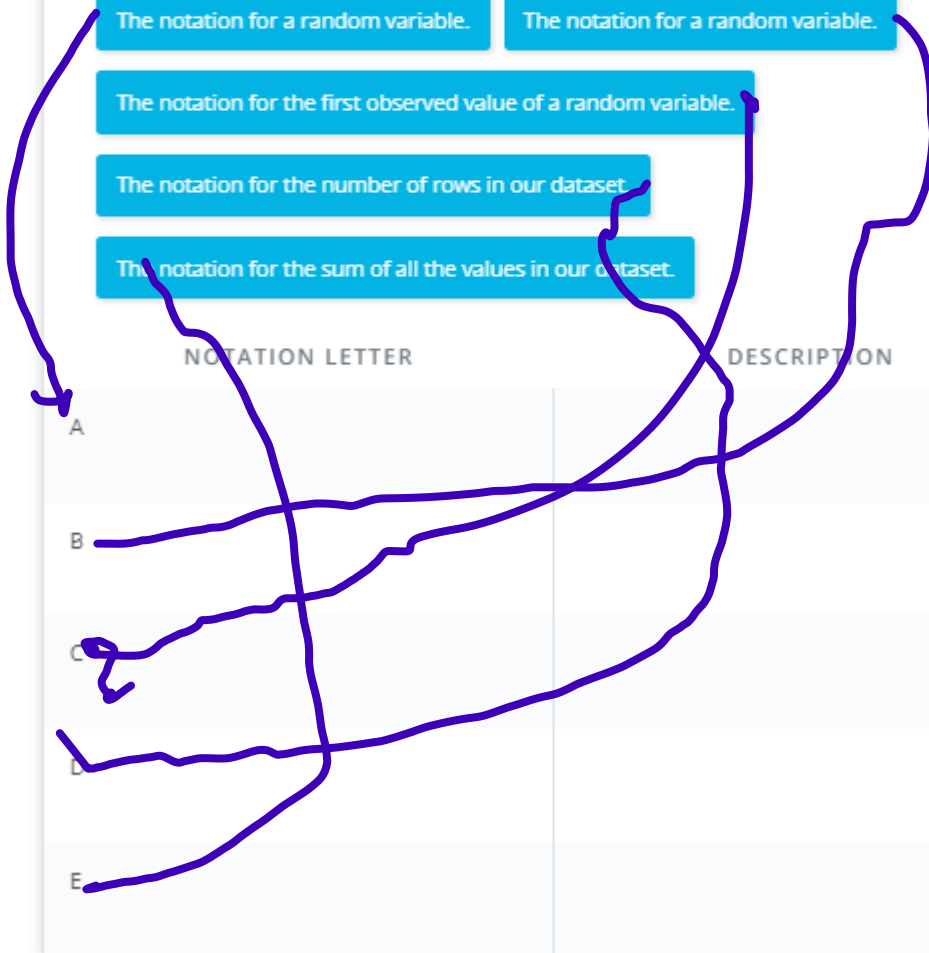 The notation for a random variable. The notation for a random variable.
The notation for the first observed value of a random variable.
The notation for the number of rows in our dataset.
The notation for the sum of all the values in our dataset.
NOTATION LETTER DESCRIPTION
A
B
C
D
E